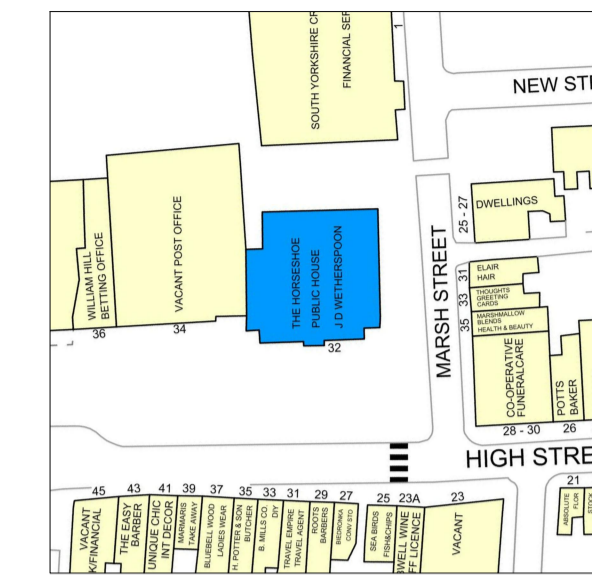 SOUTH YORKSHIRE CR
FINANCIAL SER
1
NEW STR
25 - 27
DWELLINGS
WILLIAM HILL
BETTING OFFICE
36
VACANT POST OFFICE
34
THE HORSESHOE
PUBLIC HOUSE
J D WETHERSPOON
32
MARSH STREET
31
ELAIR
HAIR
33
THOUGHTS
GREETING
CARDS
35
MARSHMALLOW
BLENDS
HEALTH & BEAUTY
CO-OPERATIVE
FUNERALCARE
28 - 30
POTTS
BAKER
26
HIGH STREE
45
VACANT
K/FINANCIAL
43
THE EASY
BARBER
41
UNIQUE CHIC
INT DECOR
39
MARMARIS
TAKE AWAY
37
BLUEBELL WOOD
LADIES WEAR
35
H. POTTER & SON
BUTCHER
33
B. MILLS CO.
DIY
31
TRAVEL EMPIRE
TRAVEL AGENT
29
ROOTS
BARBERS
27
BIEDRONKA
CONV STO
25
SEA BIRDS
FISH&CHIPS
23A
WELL WINE
FF LICENCE
23
VACANT
21
ABSOLUTE
FLOR
STOCK